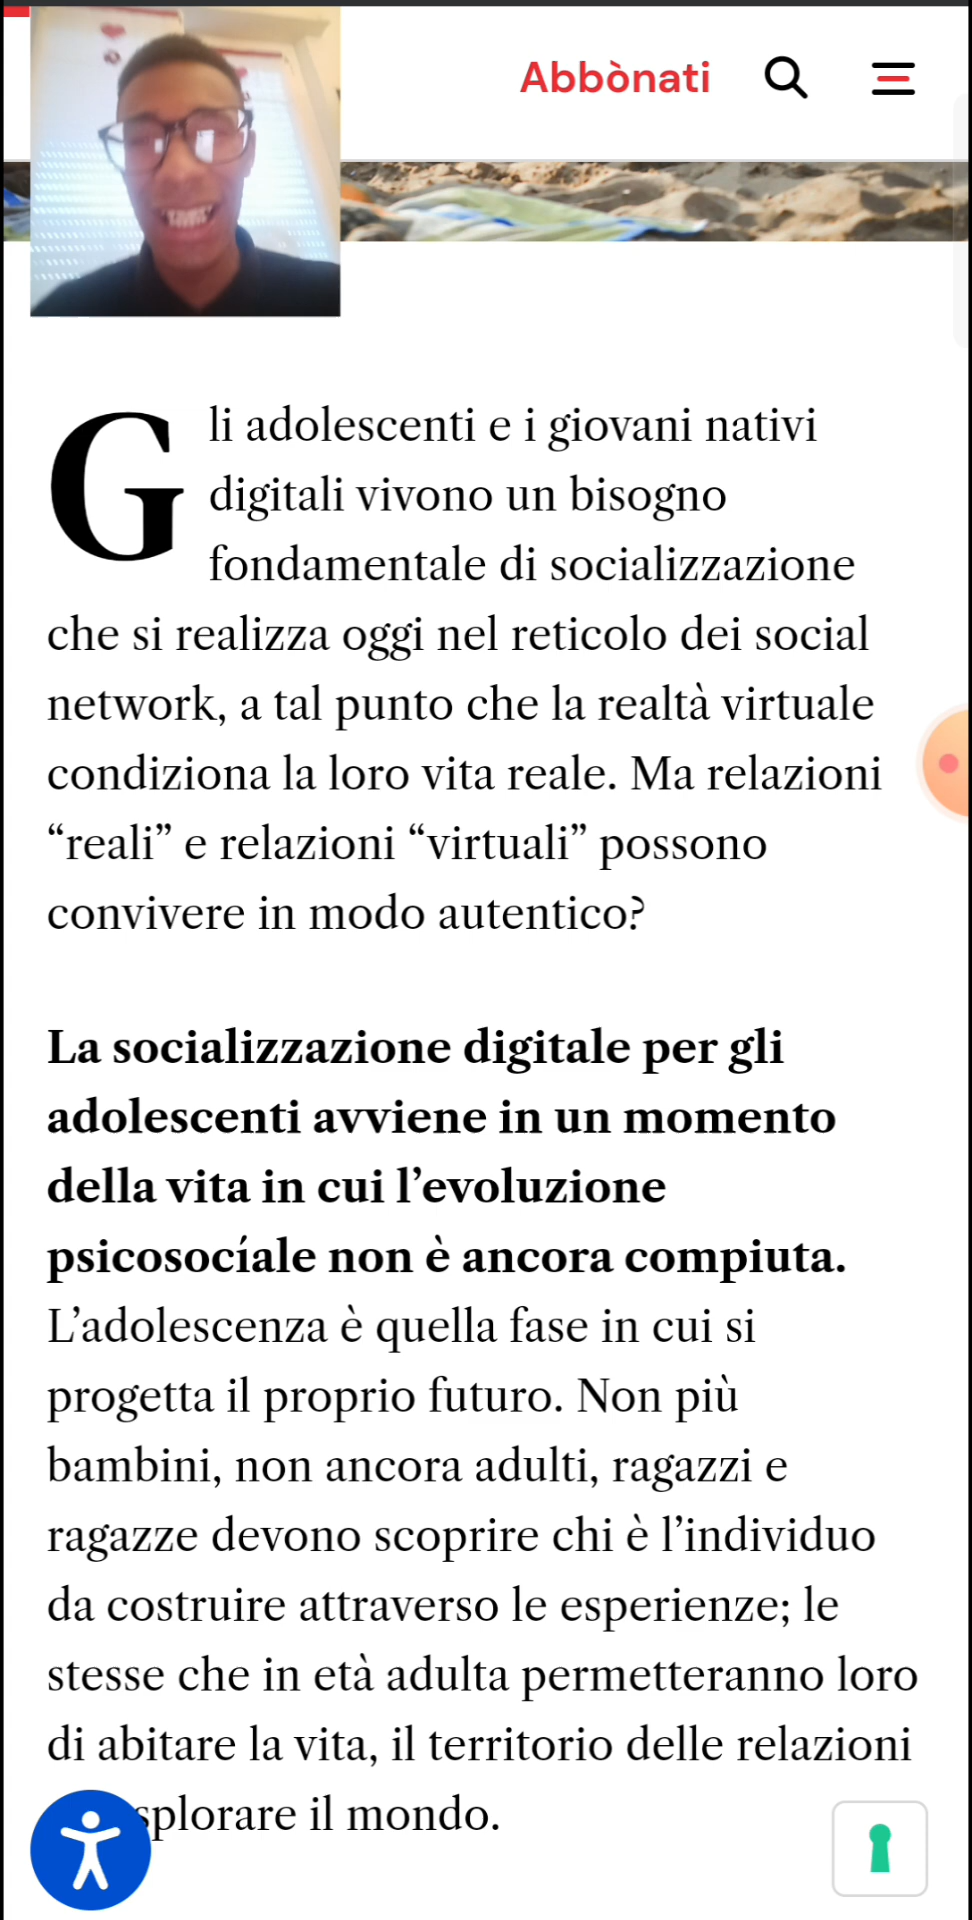 Abbònati
Gli adolescenti e i giovani nativi
digitali vivono un bisogno
fondamentale di socializzazione
che si realizza oggi nel reticolo dei social
network, a tal punto che la realtà virtuale
condiziona la loro vita reale. Ma relazioni
“reali” e relazioni “virtuali” possono
convivere in modo autentico?
La socializzazione digitale per gli
adolescenti avviene in un momento
della vita in cui l’evoluzione
psicosocíale non è ancora compiuta.
L’adolescenza è quella fase in cui si
progetta il proprio futuro. Non più
bambini, non ancora adulti, ragazzi e
ragazze devono scoprire chi è l’individuo
da costruire attraverso le esperienze; le
stesse che in età adulta permetteranno loro
di abitare la vita, il territorio delle relazioni
splorare il mondo.